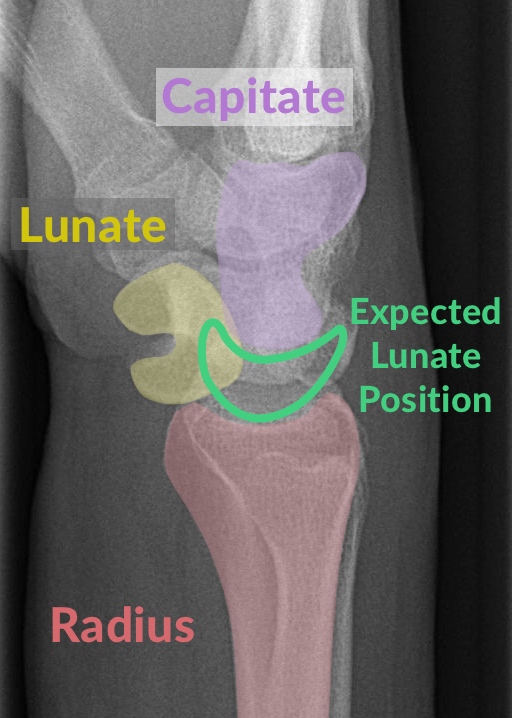 Capitate
Lunate
Expected
Lunate
Position
Radius